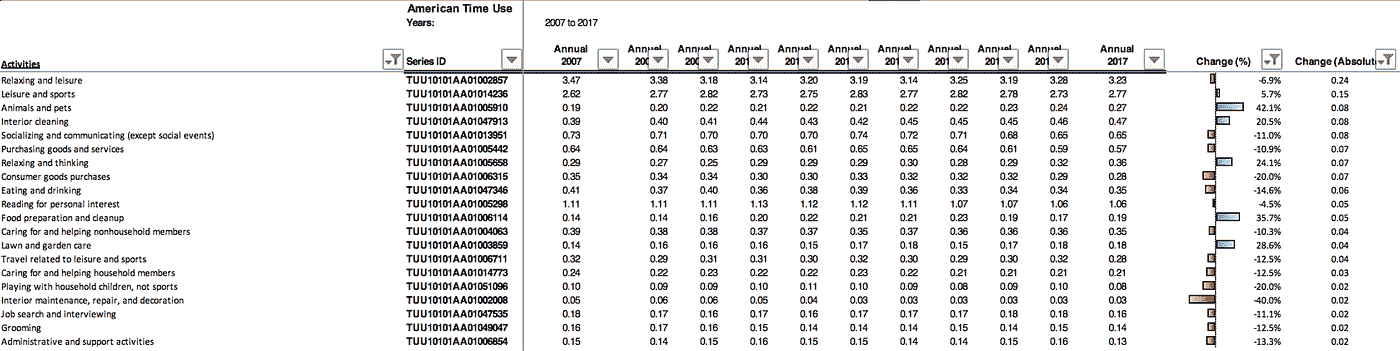 American Time Use
Years: 2007 to 2017
Annual Annual Annual Annual Annual Annual Annual Annual Annual Annual Annual
Activities Series ID 2007 2017 Change (%) Change (Absolut
Relaxing and leisure TUU10101AA01002857 3.47 3.38 3.18 3.14 3.20 3.19 3.14 3.25 3.19 3.28 3.23 -6.9% 0.24
Leisure and sports TUU10101AA01014236 2.62 2.77 2.82 2.73 2.75 2.83 2.77 2.82 2.78 2.73 2.77 5.7% 0.15
Animals and pets TUU10101AA01005910 0.19 0.20 0.22 0.21 0.22 0.21 0.22 0.22 0.23 0.24 0.27 42.1% 0.08
Interior cleaning TUU10101AA01047913 0.39 0.40 0.41 0.44 0.43 0.42 0.45 0.45 0.45 0.46 0.47 20.5% 0.08
Socializing and communicating (except social events) TUU10101AA01013951 0.73 0.71 0.70 0.70 0.70 0.74 0.72 0.71 0.68 0.65 0.65 -11.0% 0.08
Purchasing goods and services TUU10101AA01005442 0.64 0.64 0.63 0.63 0.61 0.65 0.65 0.64 0.61 0.59 0.57 -10.9% 0.07
Relaxing and thinking TUU10101AA01005658 0.29 0.27 0.25 0.29 0.29 0.29 0.30 0.28 0.29 0.32 0.36 24.1% 0.07
Consumer goods purchases TUU10101AA01006315 0.35 0.34 0.34 0.30 0.30 0.33 0.32 0.32 0.32 0.29 0.28 -20.0% 0.07
Eating and drinking TUU10101AA01047346 0.41 0.37 0.40 0.36 0.38 0.39 0.36 0.33 0.34 0.34 0.35 -14.6% 0.06
Reading for personal interest TUU10101AA01005298 1.11 1.11 1.11 1.13 1.12 1.12 1.11 1.07 1.07 1.06 1.06 -4.5% 0.05
Food preparation and cleanup TUU10101AA01006114 0.14 0.14 0.16 0.20 0.22 0.21 0.21 0.23 0.19 0.17 0.19 35.7% 0.05
Caring for and helping nonhousehold members TUU10101AA01004063 0.39 0.38 0.38 0.37 0.37 0.35 0.37 0.36 0.36 0.36 0.35 -10.3% 0.04
Lawn and garden care TUU10101AA01003859 0.14 0.16 0.16 0.16 0.15 0.17 0.18 0.15 0.17 0.18 0.18 28.6% 0.04
Travel related to leisure and sports TUU10101AA01006711 0.32 0.29 0.31 0.31 0.30 0.32 0.30 0.29 0.30 0.32 0.28 -12.5% 0.04
Caring for and helping household members TUU10101AA01014773 0.24 0.22 0.23 0.22 0.22 0.23 0.22 0.21 0.21 0.21 0.21 -12.5% 0.03
Playing with household children, not sports TUU10101AA01051096 0.10 0.09 0.09 0.10 0.11 0.10 0.09 0.08 0.09 0.10 0.08 -20.0% 0.02
Interior maintenance, repair, and decoration TUU10101AA01002008 0.05 0.06 0.06 0.05 0.04 0.03 0.03 0.03 0.03 0.03 0.03 -40.0% 0.02
Job search and interviewing TUU10101AA01047535 0.18 0.17 0.16 0.17 0.16 0.17 0.17 0.17 0.18 0.18 0.16 -11.1% 0.02
Grooming TUU10101AA01049047 0.16 0.17 0.16 0.15 0.14 0.14 0.14 0.15 0.14 0.15 0.14 -12.5% 0.02
Administrative and support activities TUU10101AA01006854 0.15 0.14 0.15 0.16 0.15 0.15 0.14 0.14 0.15 0.16 0.13 -13.3% 0.02